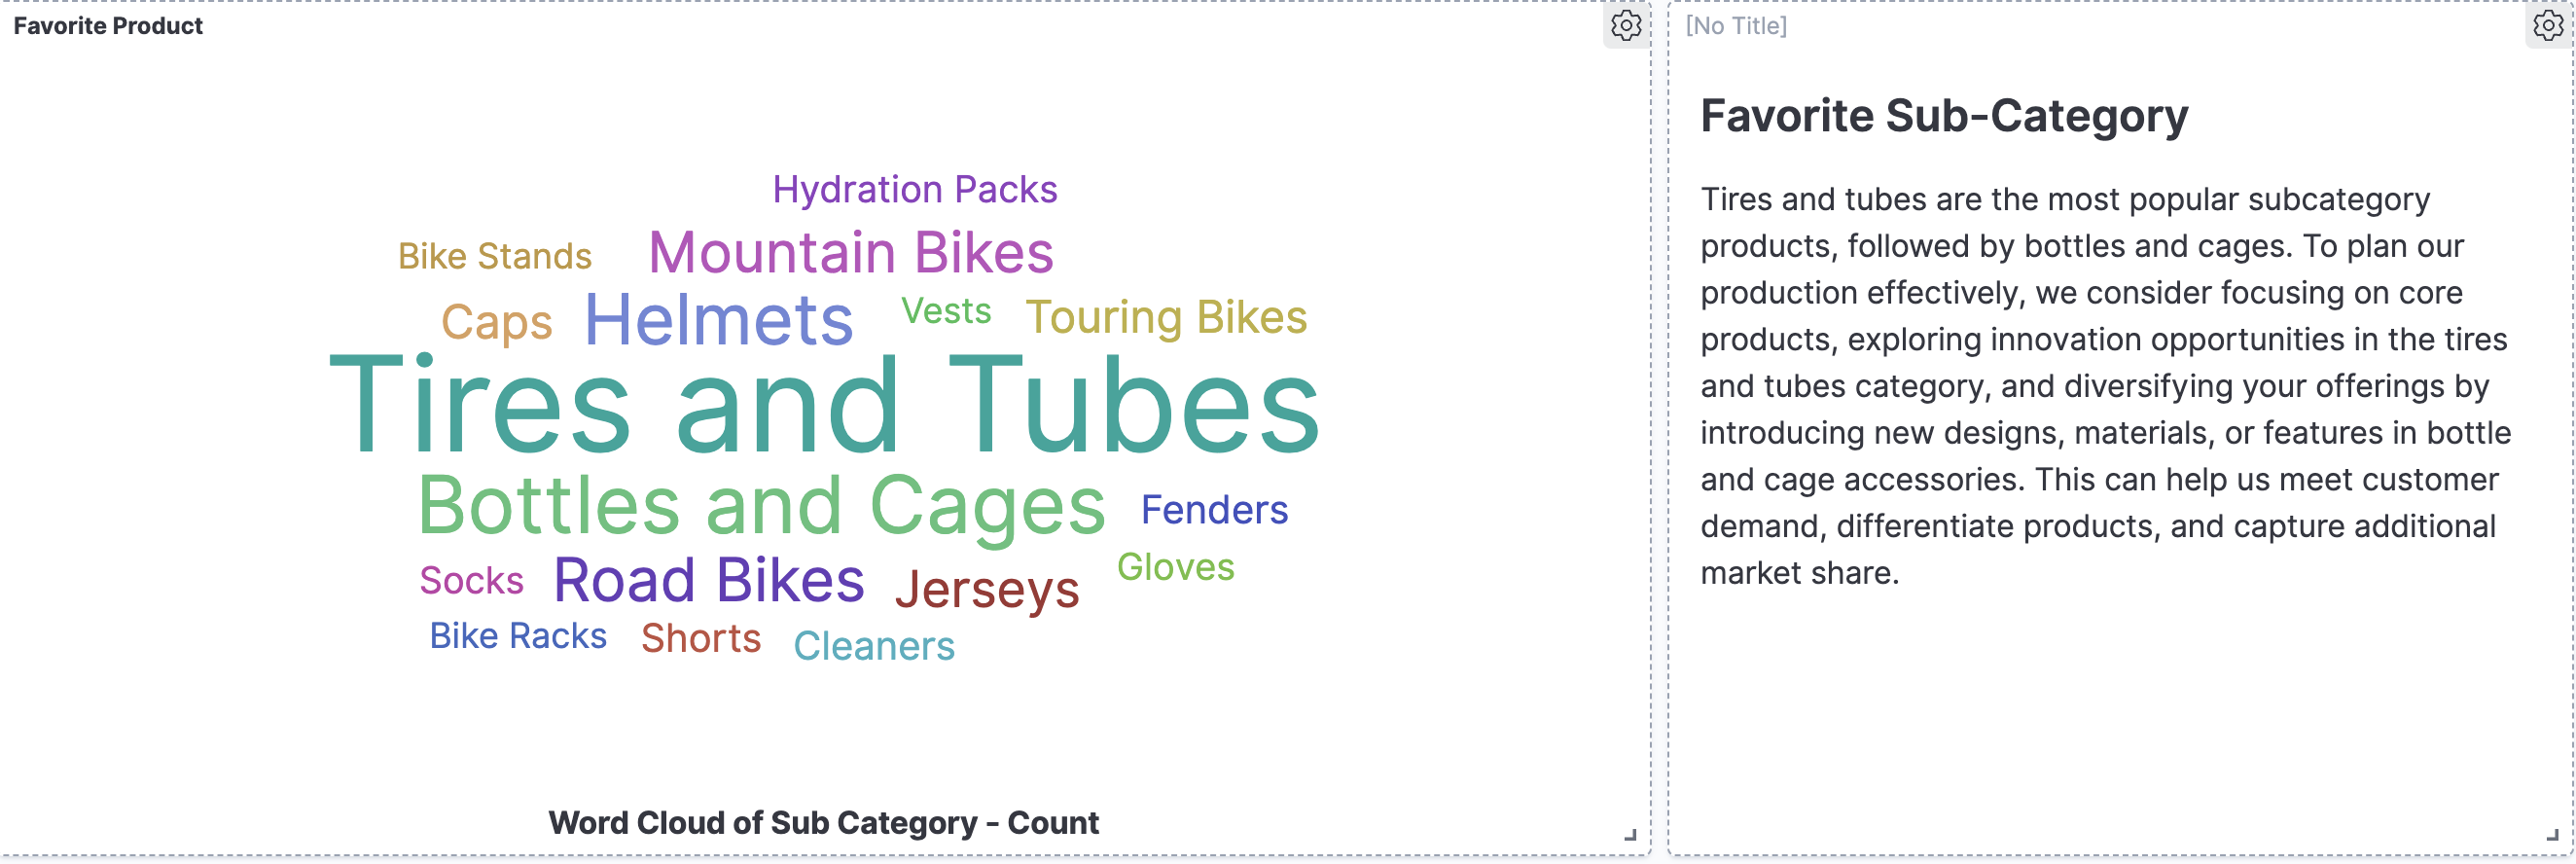 Favorite Product
Hydration Packs
Bike Stands Mountain Bikes
Caps Helmets Vests Touring Bikes
Tires and Tubes
Bottles and Cages Fenders
Socks Road Bikes Jerseys Gloves
Bike Racks Shorts Cleaners
Word Cloud of Sub Category - Count
[No Title]
Favorite Sub-Category
Tires and tubes are the most popular subcategory
products, followed by bottles and cages. To plan our
production effectively, we consider focusing on core
products, exploring innovation opportunities in the tires
and tubes category, and diversifying your offerings by
introducing new designs, materials, or features in bottle
and cage accessories. This can help us meet customer
demand, differentiate products, and capture additional
market share.